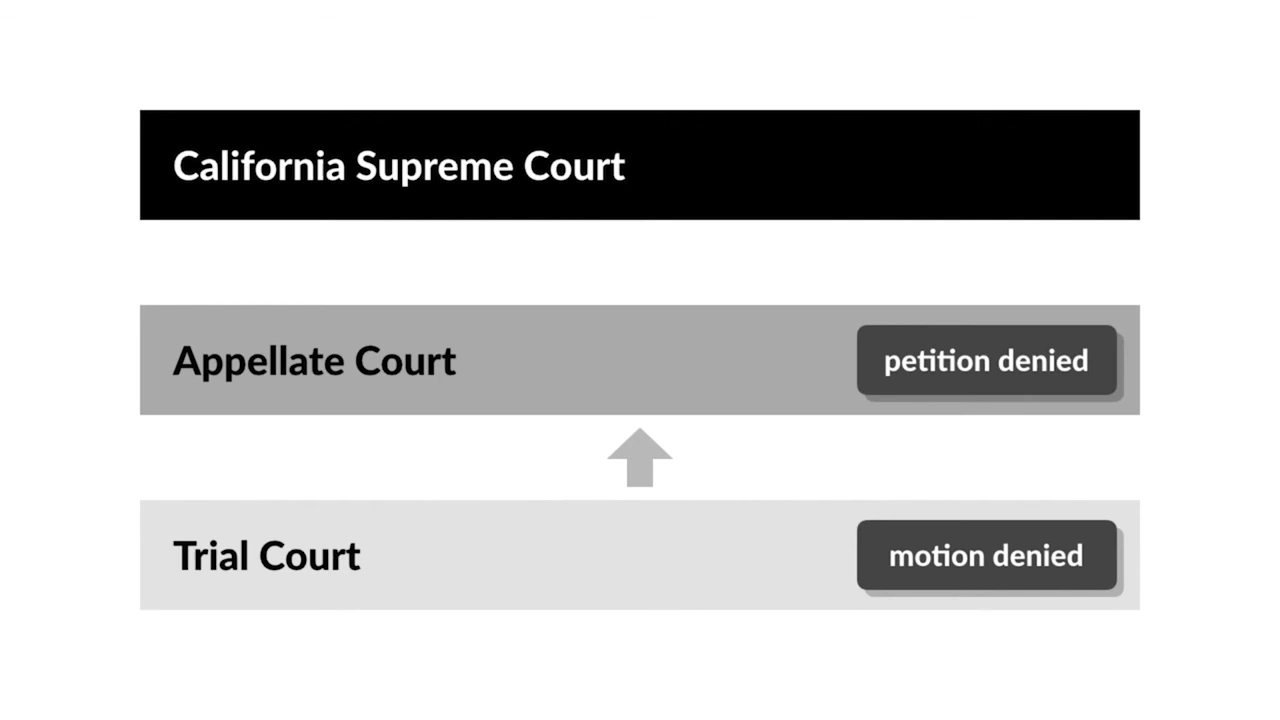 California Supreme Court
Appellate Court
petition denied
Trial Court
motion denied